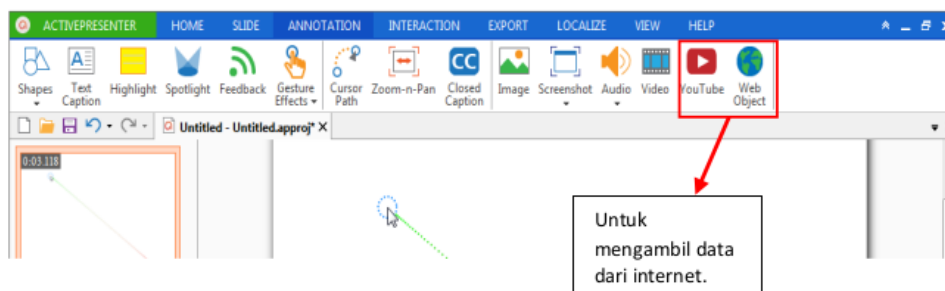 ACTIVEPRESENTER HOME SLIDE ANNOTATION INTERACTION EXPORT LOCALIZE VIEW HELP
Shapes Text Caption Highlight Spotlight Feedback Gesture Effects Cursor Path Zoom-n-Pan CC Closed Caption Image Screenshot Audio Video YouTube Web Object
Untitled - Untitled.approj* X
0:03.118
Untuk
mengambil data
dari internet.